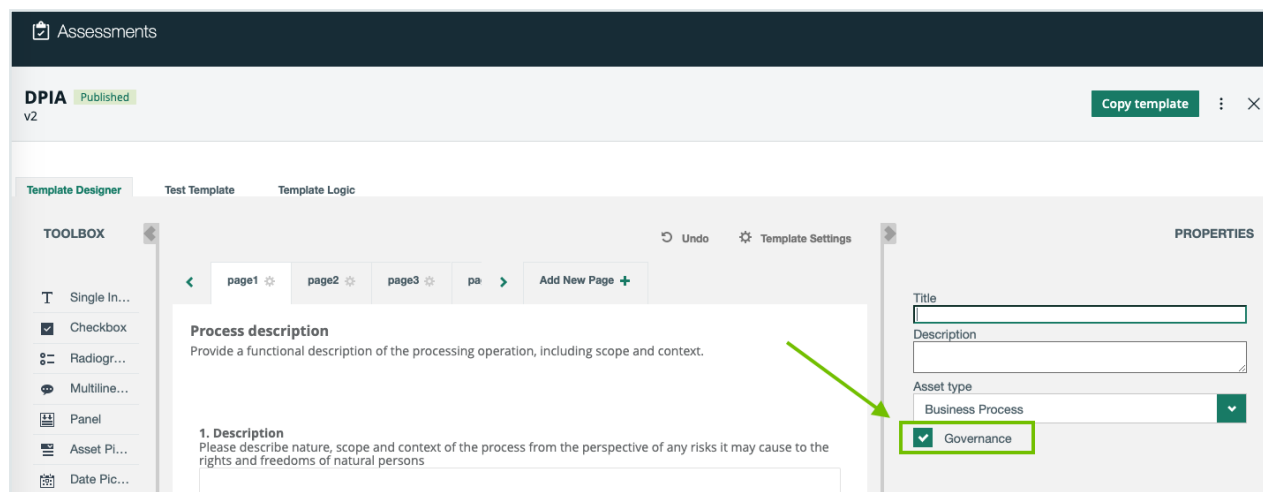 Assessments
DPIA Published
v2
Copy template
Template Designer
Test Template
Template Logic
TOOLBOX
Single In...
Checkbox
Radiogr...
Multiline...
Panel
Asset Pi...
Date Pic...
Undo
Template Settings
page1
page2
page3
Add New Page
Process description
Provide a functional description of the processing operation, including scope and context.
1. Description
Please describe nature, scope and context of the process from the perspective of any risks it may cause to the
rights and freedoms of natural persons
PROPERTIES
Title
Description
Asset type
Business Process
Governance